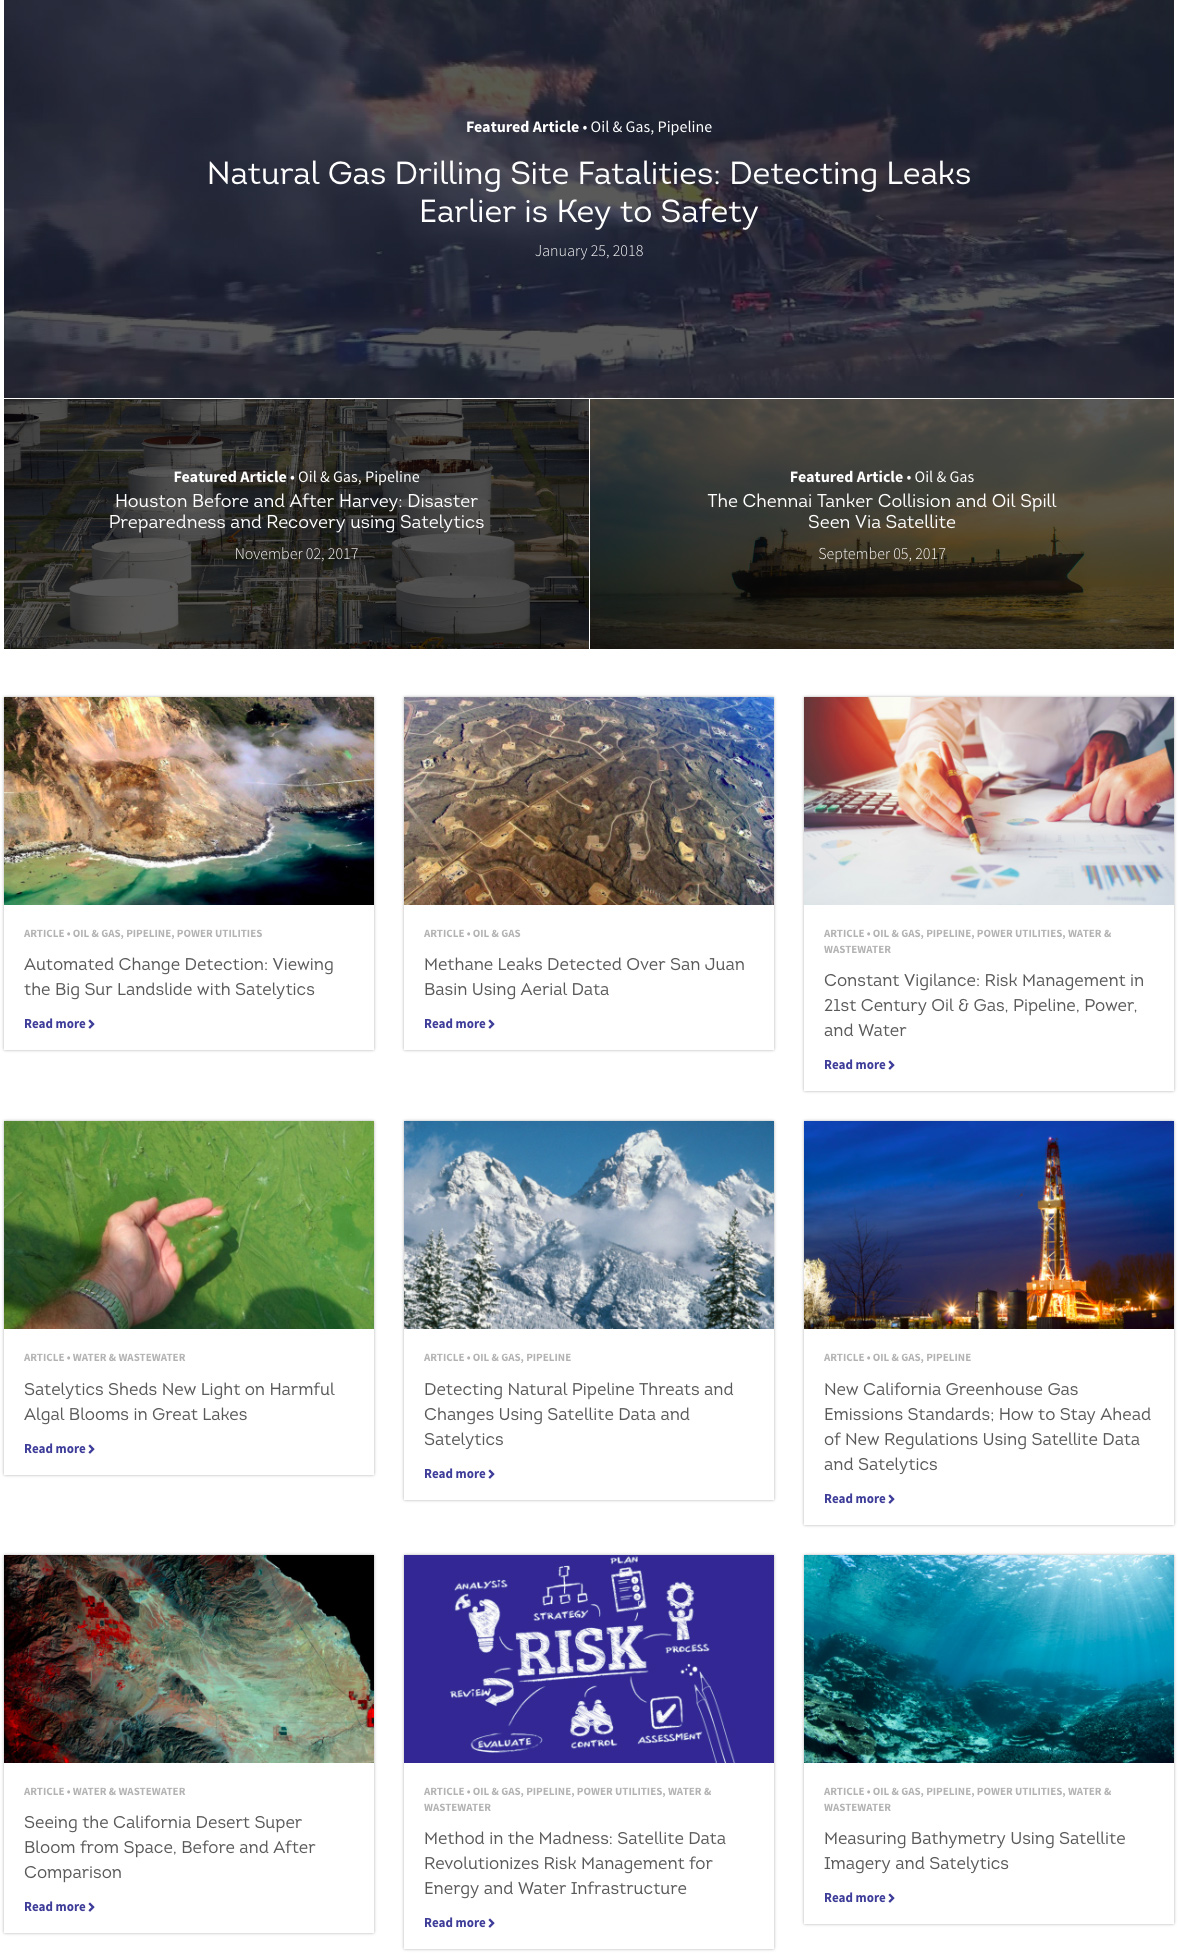 Featured Article • Oil & Gas, Pipeline
Natural Gas Drilling Site Fatalities: Detecting Leaks
Earlier is Key to Safety
January 25, 2018
Featured Article • Oil & Gas, Pipeline
Houston Before and After Harvey: Disaster
Preparedness and Recovery using Satelytics
November 02, 2017
Featured Article • Oil & Gas
The Chennai Tanker Collision and Oil Spill
Seen Via Satellite
September 05, 2017
ARTICLE • OIL & GAS, PIPELINE, POWER UTILITIES
Automated Change Detection: Viewing
the Big Sur Landslide with Satelytics
Read more
ARTICLE • OIL & GAS
Methane Leaks Detected Over San Juan
Basin Using Aerial Data
Read more
ARTICLE • OIL & GAS, PIPELINE, POWER UTILITIES, WATER &
WASTEWATER
Constant Vigilance: Risk Management in
21st Century Oil & Gas, Pipeline, Power,
and Water
Read more
ARTICLE • WATER & WASTEWATER
Satelytics Sheds New Light on Harmful
Algal Blooms in Great Lakes
Read more
ARTICLE • OIL & GAS, PIPELINE
Detecting Natural Pipeline Threats and
Changes Using Satellite Data and
Satelytics
Read more
ARTICLE • OIL & GAS, PIPELINE
New California Greenhouse Gas
Emissions Standards; How to Stay Ahead
of New Regulations Using Satellite Data
and Satelytics
Read more
ARTICLE • WATER & WASTEWATER
Seeing the California Desert Super
Bloom from Space, Before and After
Comparison
Read more
PLAN
ANALYSIS
STRATEGY
RISK
PROCESS
REVIEW
EVALUATE
CONTROL
ASSESSMENT
ARTICLE • OIL & GAS, PIPELINE, POWER UTILITIES, WATER &
WASTEWATER
Method in the Madness: Satellite Data
Revolutionizes Risk Management for
Energy and Water Infrastructure
Read more
ARTICLE • OIL & GAS, PIPELINE, POWER UTILITIES, WATER &
WASTEWATER
Measuring Bathymetry Using Satellite
Imagery and Satelytics
Read more